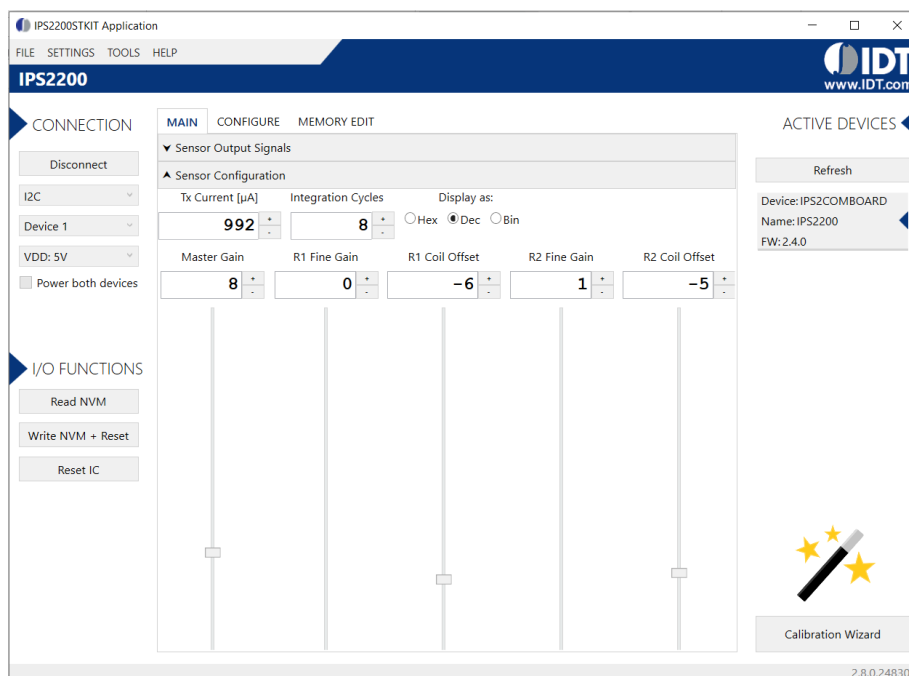 IPS2200STKIT Application
FILE SETTINGS TOOLS HELP
IPS2200
IDT
www.IDT.com
CONNECTION
Disconnect
I2C
Device 1
VDD: 5V
Power both devices
I/O FUNCTIONS
Read NVM
Write NVM + Reset
Reset IC
MAIN CONFIGURE MEMORY EDIT
Sensor Output Signals
Sensor Configuration
Tx Current [µA] Integration Cycles Display as:
992 + - 8 + - Hex Dec Bin
Master Gain R1 Fine Gain R1 Coil Offset R2 Fine Gain R2 Coil Offset
8 + - 0 + - -6 + - 1 + - -5 + -
ACTIVE DEVICES
Refresh
Device: IPS2COMBOARD
Name: IPS2200
FW: 2.4.0
Calibration Wizard
2.8.0.24830